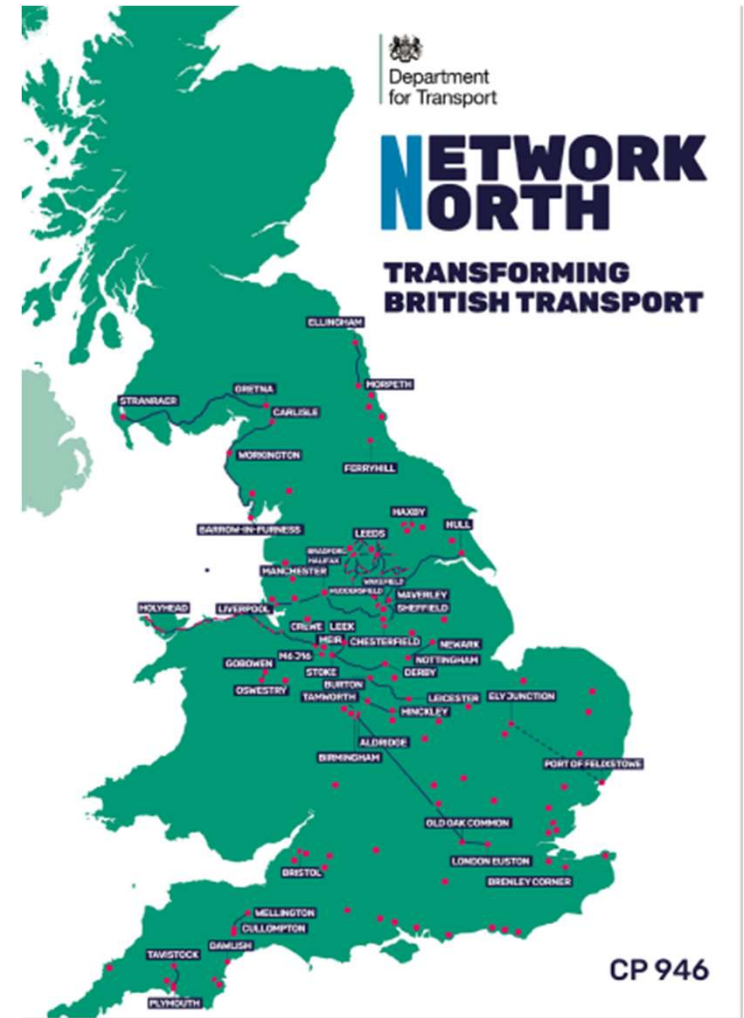 Department
for Transport
NETWORK
NORTH
TRANSFORMING
BRITISH TRANSPORT
ELLINGHAM
MORPETH
GRETNA
STRANRAER
CARLISLE
WORKINGTON
FERRYHILL
HAXBY
HULL
BARROW-IN-FURNESS
LEEDS
BRADFORD
HALIFAX
MANCHESTER
WAKEFIELD
HUDDERSFIELD
WAVERLEY
HOLYHEAD
LIVERPOOL
SHEFFIELD
CREWE
LEEK
MEIR
CHESTERFIELD
NEWARK
M6-J16
NOTTINGHAM
GOBOWEN
STOKE
DERBY
OSWESTRY
BURTON
TAMWORTH
LEICESTER
ELY JUNCTION
HINCKLEY
ALDRIDGE
BIRMINGHAM
PORT OF FELIXSTOWE
OLD OAK COMMON
LONDON EUSTON
BRISTOL
BRENLEY CORNER
WELLINGTON
CULLOMPTON
DAWLISH
TAVISTOCK
PLYMOUTH
CP 946